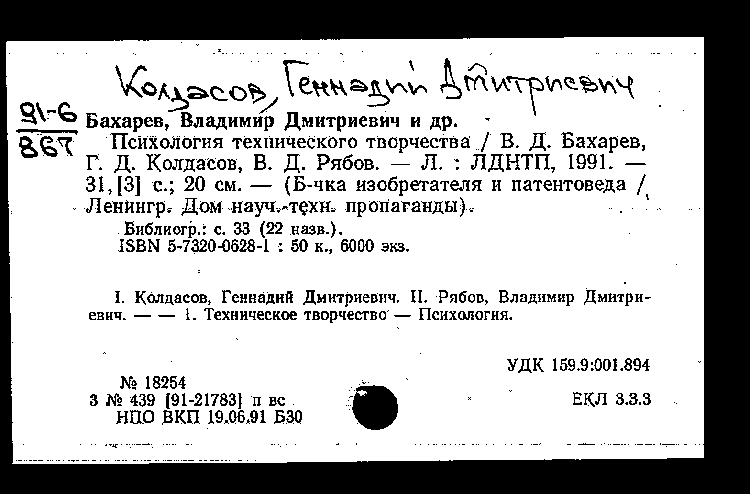 Колдасов, Геннадий Дмитриевич
91-6
867
Бахарев, Владимир Дмитриевич и др.
Психология технического творчества / В. Д. Бахарев,
Г. Д. Колдасов, В. Д. Рябов. — Л. : ЛДНТП, 1991. —
31,[3] с.; 20 см. — (Б-чка изобретателя и патентоведа /
Ленингр. Дом науч.-техн. пропаганды).
Библиогр.: с. 33 (22 назв.).
ISBN 5-7320-0628-1 : 50 к., 6000 экз.
I. Колдасов, Геннадий Дмитриевич. II. Рябов, Владимир Дмитри-
евич. — — 1. Техническое творчество — Психология.
УДК 159.9:001.894
№ 18254
3 № 439 [91-21783] п вс
ЕКЛ 3.3.3
НПО ВКП 19.06.91 Б30